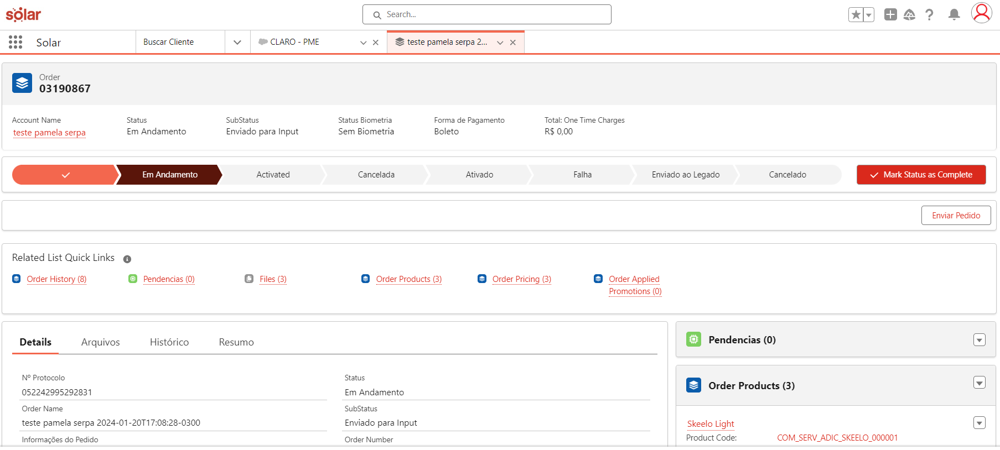 solar
Search...
Solar
Buscar Cliente
CLARO - PME
teste pamela serpa 2...
Order
03190867
Account Name
teste pamela serpa
Status
Em Andamento
SubStatus
Enviado para Input
Status Biometria
Sem Biometria
Forma de Pagamento
Boleto
Total: One Time Charges
R$ 0,00
Em Andamento
Activated
Cancelada
Ativado
Falha
Enviado ao Legado
Cancelado
Mark Status as Complete
Enviar Pedido
Related List Quick Links
Order History (8)
Pendencias (0)
Files (3)
Order Products (3)
Order Pricing (3)
Order Applied
Promotions (0)
Details
Arquivos
Histórico
Resumo
Nº Protocolo
052242995292831
Status
Em Andamento
Order Name
teste pamela serpa 2024-01-20T17:08:28-0300
SubStatus
Enviado para Input
Informações do Pedido
Order Number
Pendencias (0)
Order Products (3)
Skeelo Light
Product Code:
COM_SERV_ADIC_SKEELO_000001